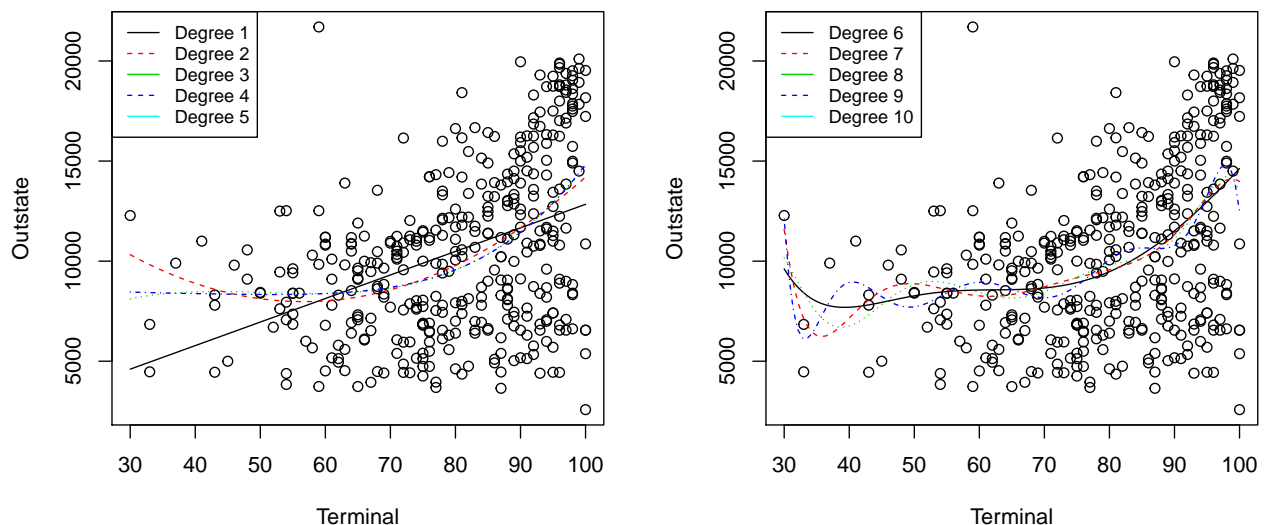 Degree 1
Degree 2
Degree 3
Degree 4
Degree 5
Outstate
20000
15000
10000
5000
30 40 50 60 70 80 90 100
Terminal
Degree 6
Degree 7
Degree 8
Degree 9
Degree 10
Outstate
20000
15000
10000
5000
30 40 50 60 70 80 90 100
Terminal